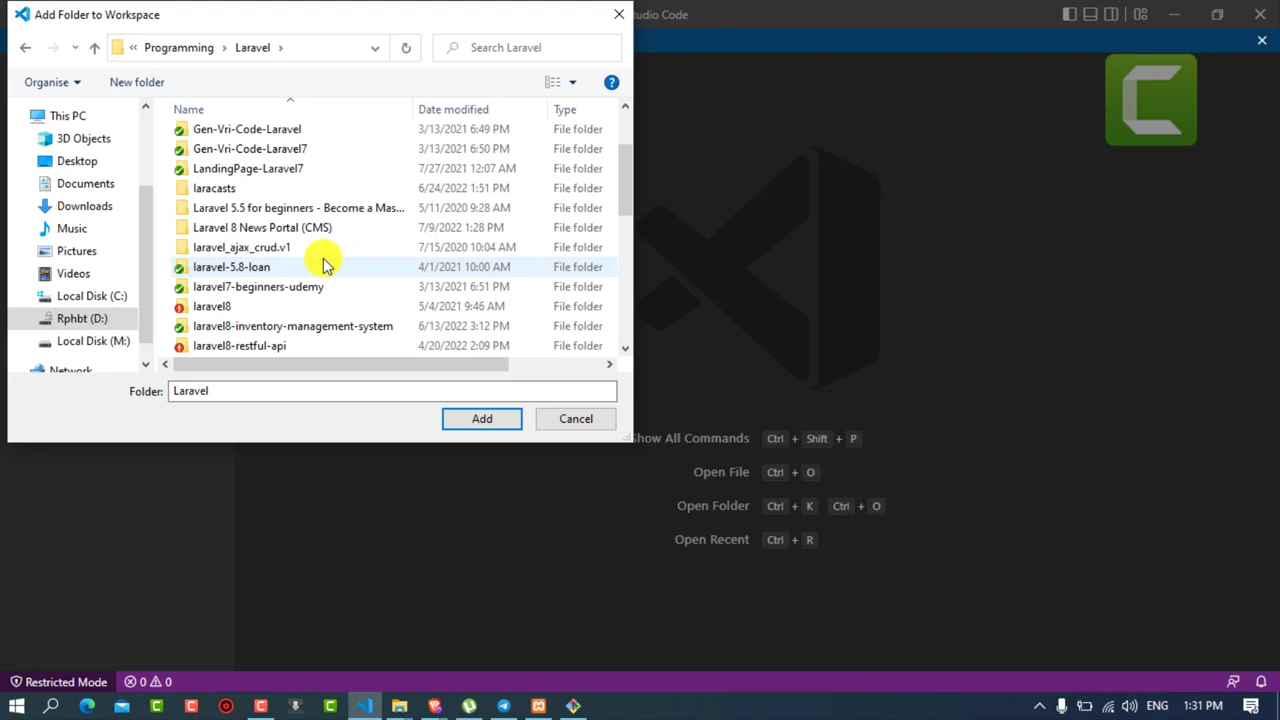 Add Folder to Workspace
udio Code
« Programming › Laravel ›
Search Laravel
Organise
New folder
Name Date modified Type
This PC
3D Objects
Desktop
Documents
Downloads
Music
Pictures
Videos
Local Disk (C:)
Rphbt (D:)
Local Disk (M:)
Network
Gen-Vri-Code-Laravel 3/13/2021 6:49 PM File folder
Gen-Vri-Code-Laravel7 3/13/2021 6:50 PM File folder
LandingPage-Laravel7 7/27/2021 12:07 AM File folder
laracasts 6/24/2022 1:51 PM File folder
Laravel 5.5 for beginners - Become a Mas... 5/11/2020 9:28 AM File folder
Laravel 8 News Portal (CMS) 7/9/2022 1:28 PM File folder
laravel_ajax_crud.v1 7/15/2020 10:04 AM File folder
laravel-5.8-loan 4/1/2021 10:00 AM File folder
laravel7-beginners-udemy 3/13/2021 6:51 PM File folder
laravel8 5/4/2021 9:46 AM File folder
laravel8-inventory-management-system 6/13/2022 3:12 PM File folder
laravel8-restful-api 4/20/2022 2:09 PM File folder
Folder: Laravel
Add Cancel
Show All Commands Ctrl + Shift + P
Open File Ctrl + O
Open Folder Ctrl + K Ctrl + O
Open Recent Ctrl + R
Restricted Mode 0 0
ENG 1:31 PM